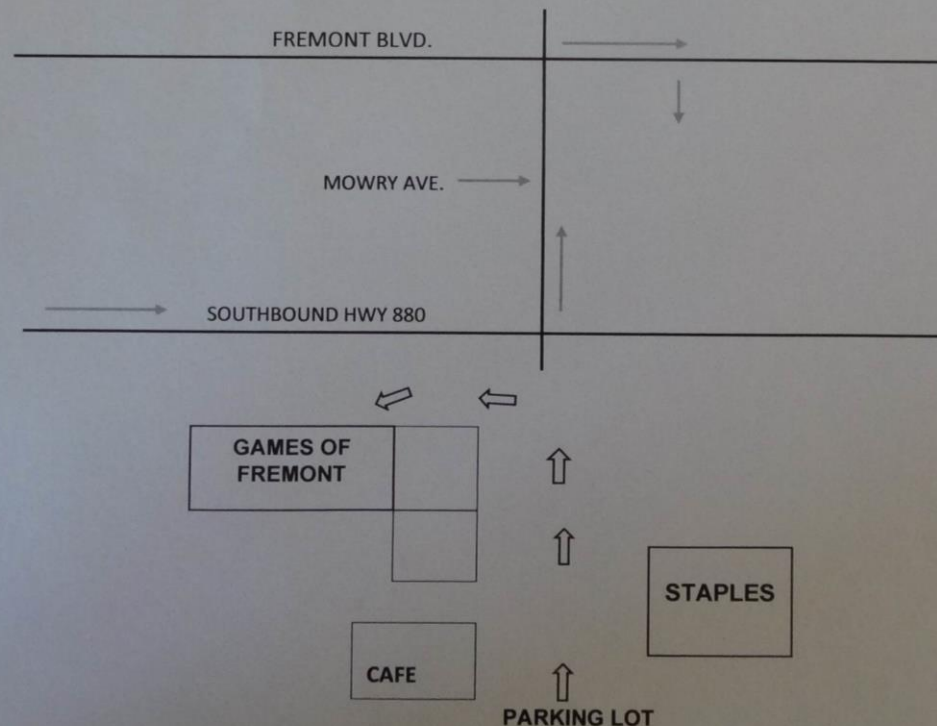 FREMONT BLVD.
MOWRY AVE.
SOUTHBOUND HWY 880
GAMES OF
FREMONT
STAPLES
CAFE
PARKING LOT